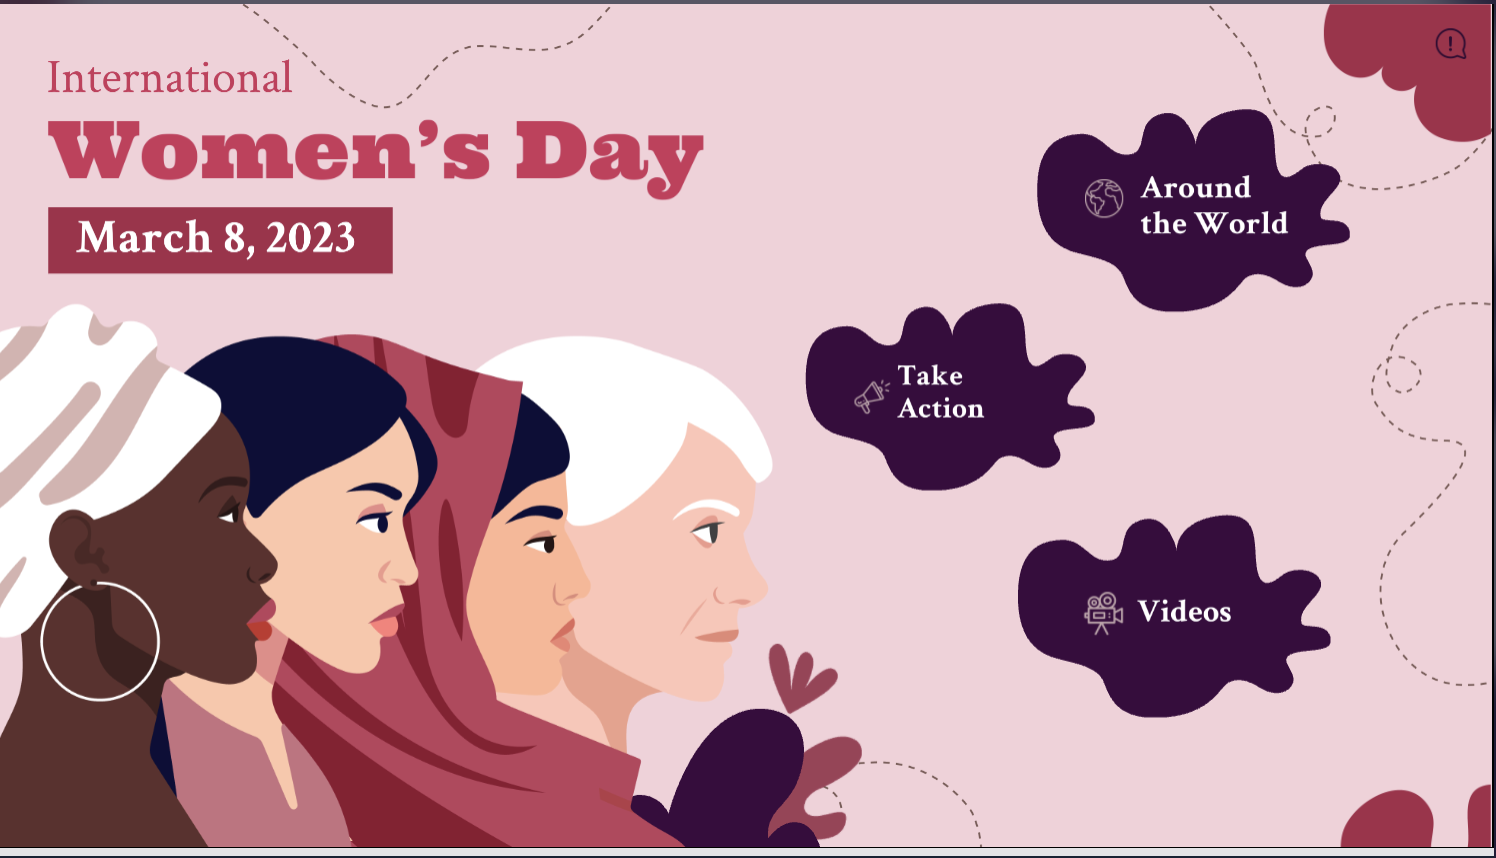 International
Women's Day
March 8, 2023
Around
the World
Take
Action
Videos